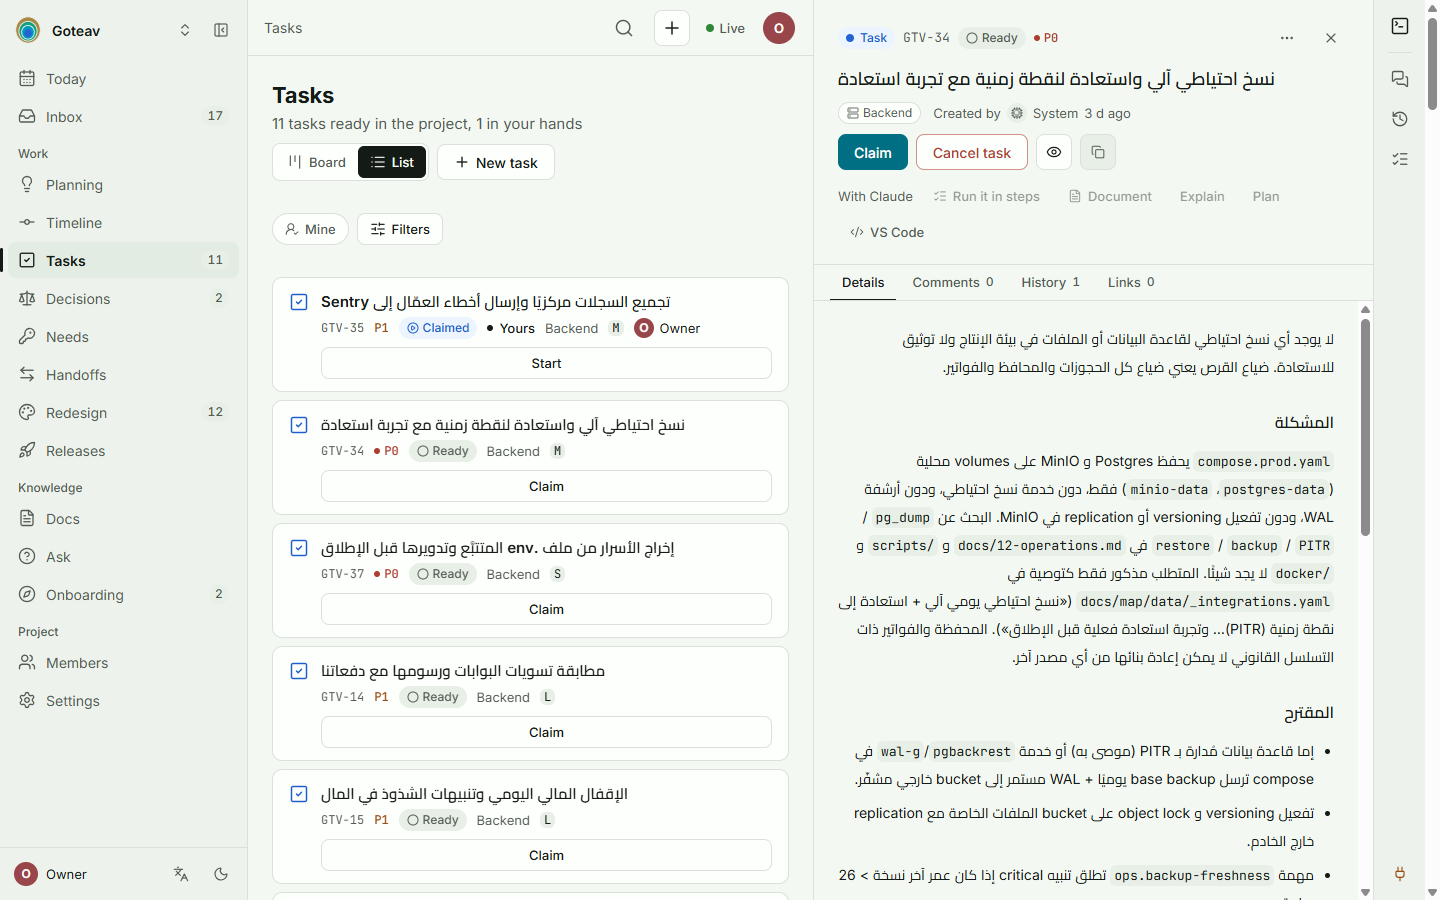 Goteav
Today
Inbox 17
Work
Planning
Timeline
Tasks 11
Decisions 2
Needs
Handoffs
Redesign 12
Releases
Knowledge
Docs
Ask
Onboarding 2
Project
Members
Settings
O Owner
Tasks
Live
O
Tasks
11 tasks ready in the project, 1 in your hands
Board
List
New task
Mine
Filters
تجميع السجلات مركزيًا وإرسال أخطاء العمّال إلى Sentry
GTV-35 P1 Claimed Yours Backend M O Owner
Start
نسخ احتياطي آلي واستعادة لنقطة زمنية مع تجربة استعادة
GTV-34 P0 Ready Backend M
Claim
إخراج الأسرار من ملف .env المتتبَّع وتدويرها قبل الإطلاق
GTV-37 P0 Ready Backend S
Claim
مطابقة تسويات البوابات ورسومها مع دفعاتنا
GTV-14 P1 Ready Backend L
Claim
الإقفال المالي اليومي وتنبيهات الشذوذ في المال
GTV-15 P1 Ready Backend L
Claim
Task GTV-34 Ready P0
نسخ احتياطي آلي واستعادة لنقطة زمنية مع تجربة استعادة
Backend Created by System 3 d ago
Claim
Cancel task
With Claude Run it in steps Document Explain Plan
VS Code
Details Comments 0 History 1 Links 0
لا يوجد أي نسخ احتياطي لقاعدة البيانات أو الملفات في بيئة الإنتاج ولا توثيق
للاستعادة. ضياع القرص يعني ضياع كل الحجوزات والمحافظ والفواتير.
المشكلة
compose.prod.yaml يحفظ Postgres و MinIO على volumes محلية
(postgres-data، minio-data) فقط، دون خدمة نسخ احتياطي، ودون أرشفة
WAL، ودون تفعيل versioning أو replication في MinIO. البحث عن pg_dump /
PITR / backup / restore في docs/12-operations.md و scripts/ و
docker/ لا يجد شيئًا. المتطلب مذكور فقط كتوصية في
docs/map/data/_integrations.yaml («نسخ احتياطي يومي آلي + استعادة إلى
نقطة زمنية (PITR)... وتجربة استعادة فعلية قبل الإطلاق»). المحفظة والفواتير ذات
التسلسل القانوني لا يمكن إعادة بنائها من أي مصدر آخر.
المقترح
إما قاعدة بيانات مُدارة بـ PITR (موصى به) أو خدمة pgbackrest/wal-g في
compose ترسل base backup يوميًا + WAL مستمر إلى bucket خارجي مشفّر.
تفعيل versioning و object lock على bucket الملفات الخاصة مع replication
خارج الخادم.
مهمة ops.backup-freshness تطلق تنبيه critical إذا كان عمر آخر نسخة > 26